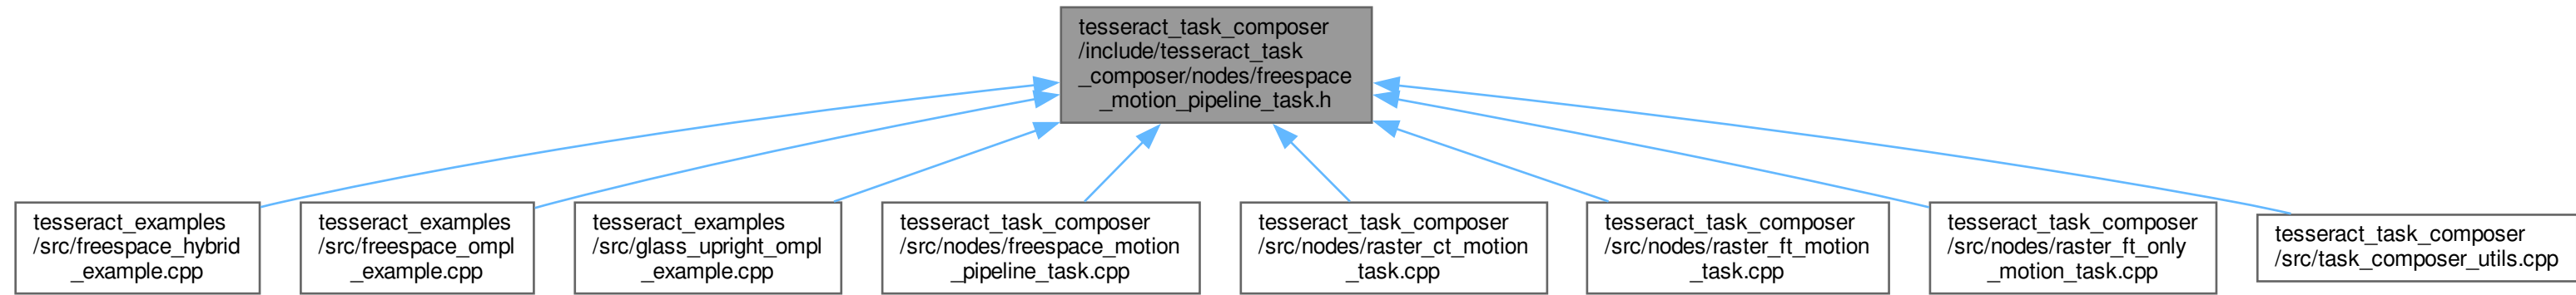 tesseract_task_composer
/include/tesseract_task
_composer/nodes/freespace
_motion_pipeline_task.h
tesseract_examples
/src/freespace_hybrid
_example.cpp
tesseract_examples
/src/freespace_ompl
_example.cpp
tesseract_examples
/src/glass_upright_ompl
_example.cpp
tesseract_task_composer
/src/nodes/freespace_motion
_pipeline_task.cpp
tesseract_task_composer
/src/nodes/raster_ct_motion
_task.cpp
tesseract_task_composer
/src/nodes/raster_ft_motion
_task.cpp
tesseract_task_composer
/src/nodes/raster_ft_only
_motion_task.cpp
tesseract_task_composer
/src/task_composer_utils.cpp